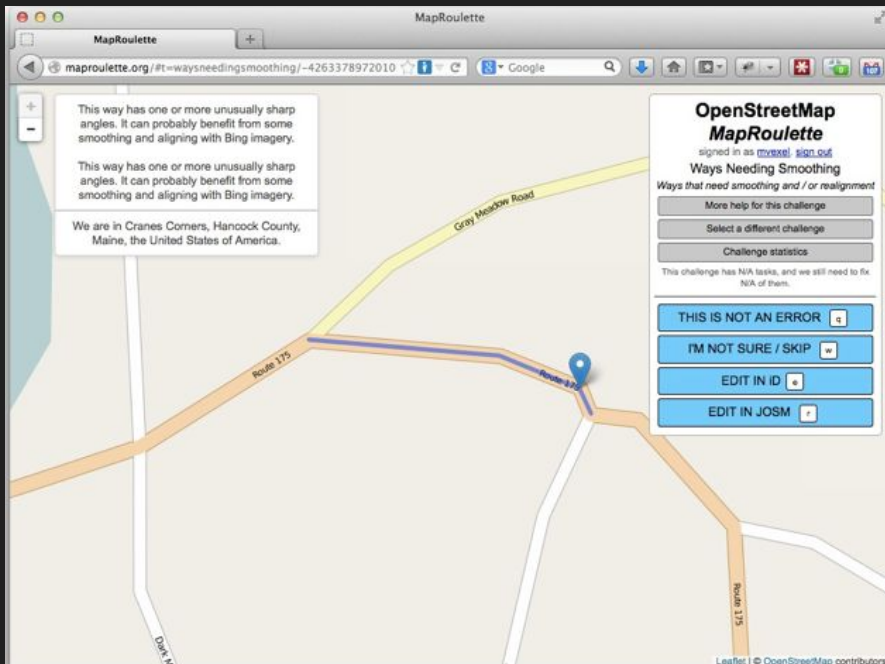 MapRoulette
MapRoulette
+
maproulette.org/#t=waysneedingsmoothing/-4263378972010
Google
+
−
This way has one or more unusually sharp
angles. It can probably benefit from some
smoothing and aligning with Bing imagery.
This way has one or more unusually sharp
angles. It can probably benefit from some
smoothing and aligning with Bing imagery.
We are in Cranes Corners, Hancock County,
Maine, the United States of America.
OpenStreetMap
MapRoulette
signed in as mvexel. sign out
Ways Needing Smoothing
Ways that need smoothing and / or realignment
More help for this challenge
Select a different challenge
Challenge statistics
This challenge has N/A tasks, and we still need to fix
N/A of them.
THIS IS NOT AN ERROR q
I'M NOT SURE / SKIP w
EDIT IN iD e
EDIT IN JOSM r
Gray Meadow Road
Route 175
Route 175
Route 175
Dark
Leaflet | © OpenStreetMap contributors